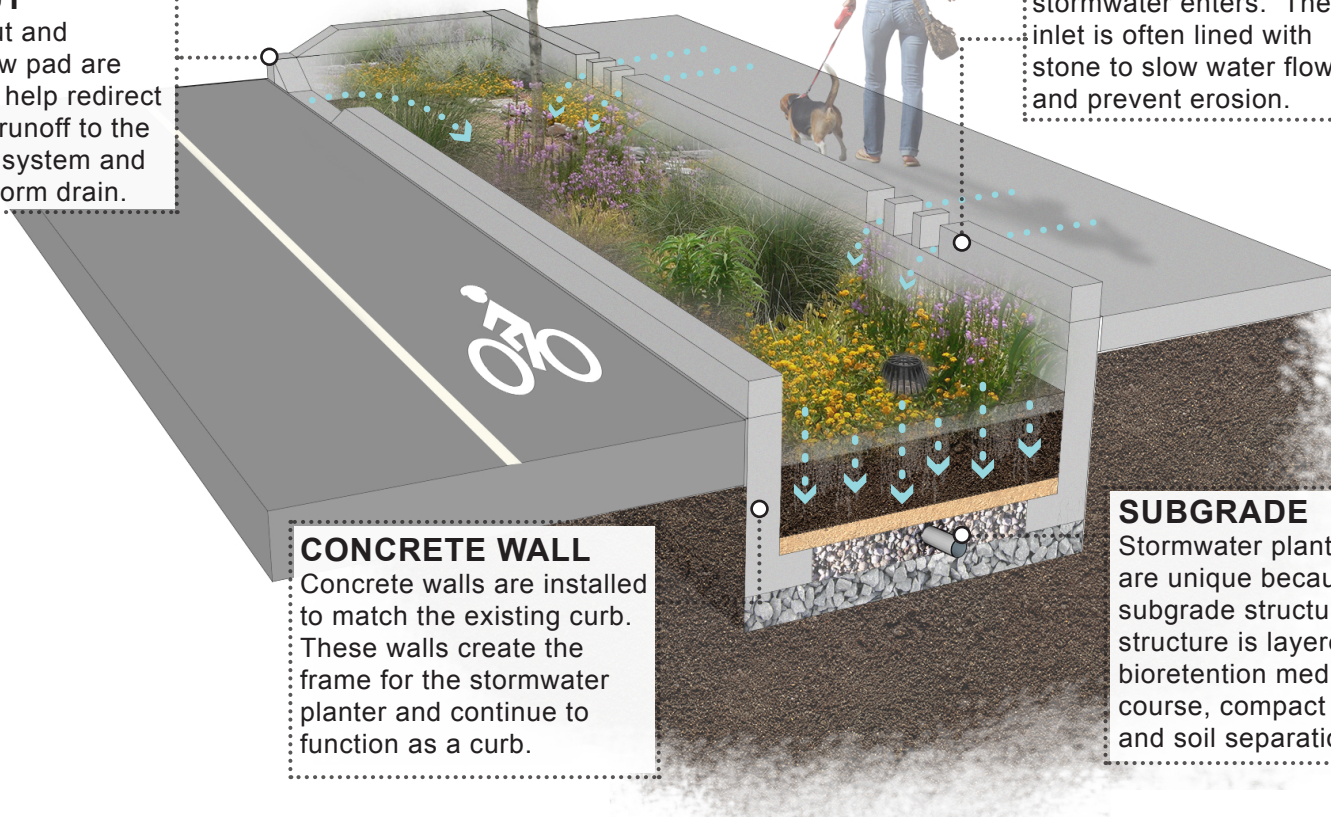 ut and
w pad are
help redirect
runoff to the
system and
orm drain.
stormwater enters. The
inlet is often lined with
stone to slow water flow
and prevent erosion.
CONCRETE WALL
Concrete walls are installed
to match the existing curb.
These walls create the
frame for the stormwater
planter and continue to
function as a curb.
SUBGRADE
Stormwater plant
are unique becau
subgrade structu
structure is layere
bioretention med
course, compact
and soil separatio